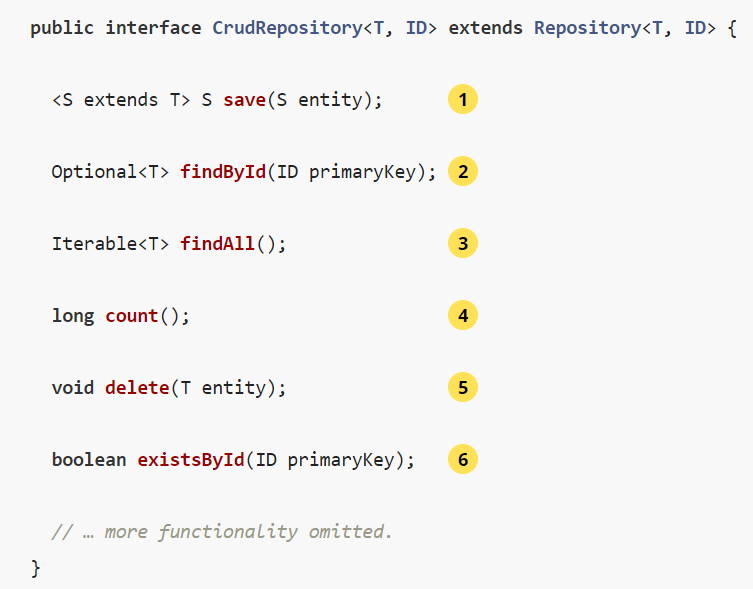 public interface CrudRepository<T, ID> extends Repository<T, ID> {
<S extends T> S save(S entity); 1
Optional<T> findById(ID primaryKey); 2
Iterable<T> findAll(); 3
long count(); 4
void delete(T entity); 5
boolean existsById(ID primaryKey); 6
// … more functionality omitted.
}